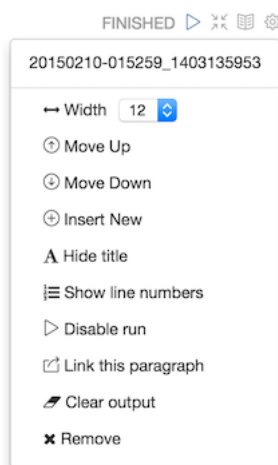 FINISHED
20150210-015259_1403135953
Width 12
Move Up
Move Down
Insert New
A Hide title
Show line numbers
Disable run
Link this paragraph
Clear output
Remove